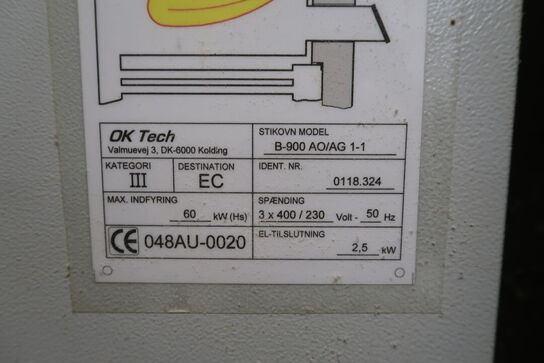 OK Tech
Valmuevej 3, DK-6000 Kolding
STIKOVN MODEL
B-900 AO/AG 1-1
KATEGORI
III
DESTINATION
EC
IDENT. NR.
0118.324
MAX. INDFYRING
60 kW (Hs)
SPÆNDING
3 x 400 / 230 Volt - 50 Hz
CE 048AU-0020
EL-TILSLUTNING
2,5 kW